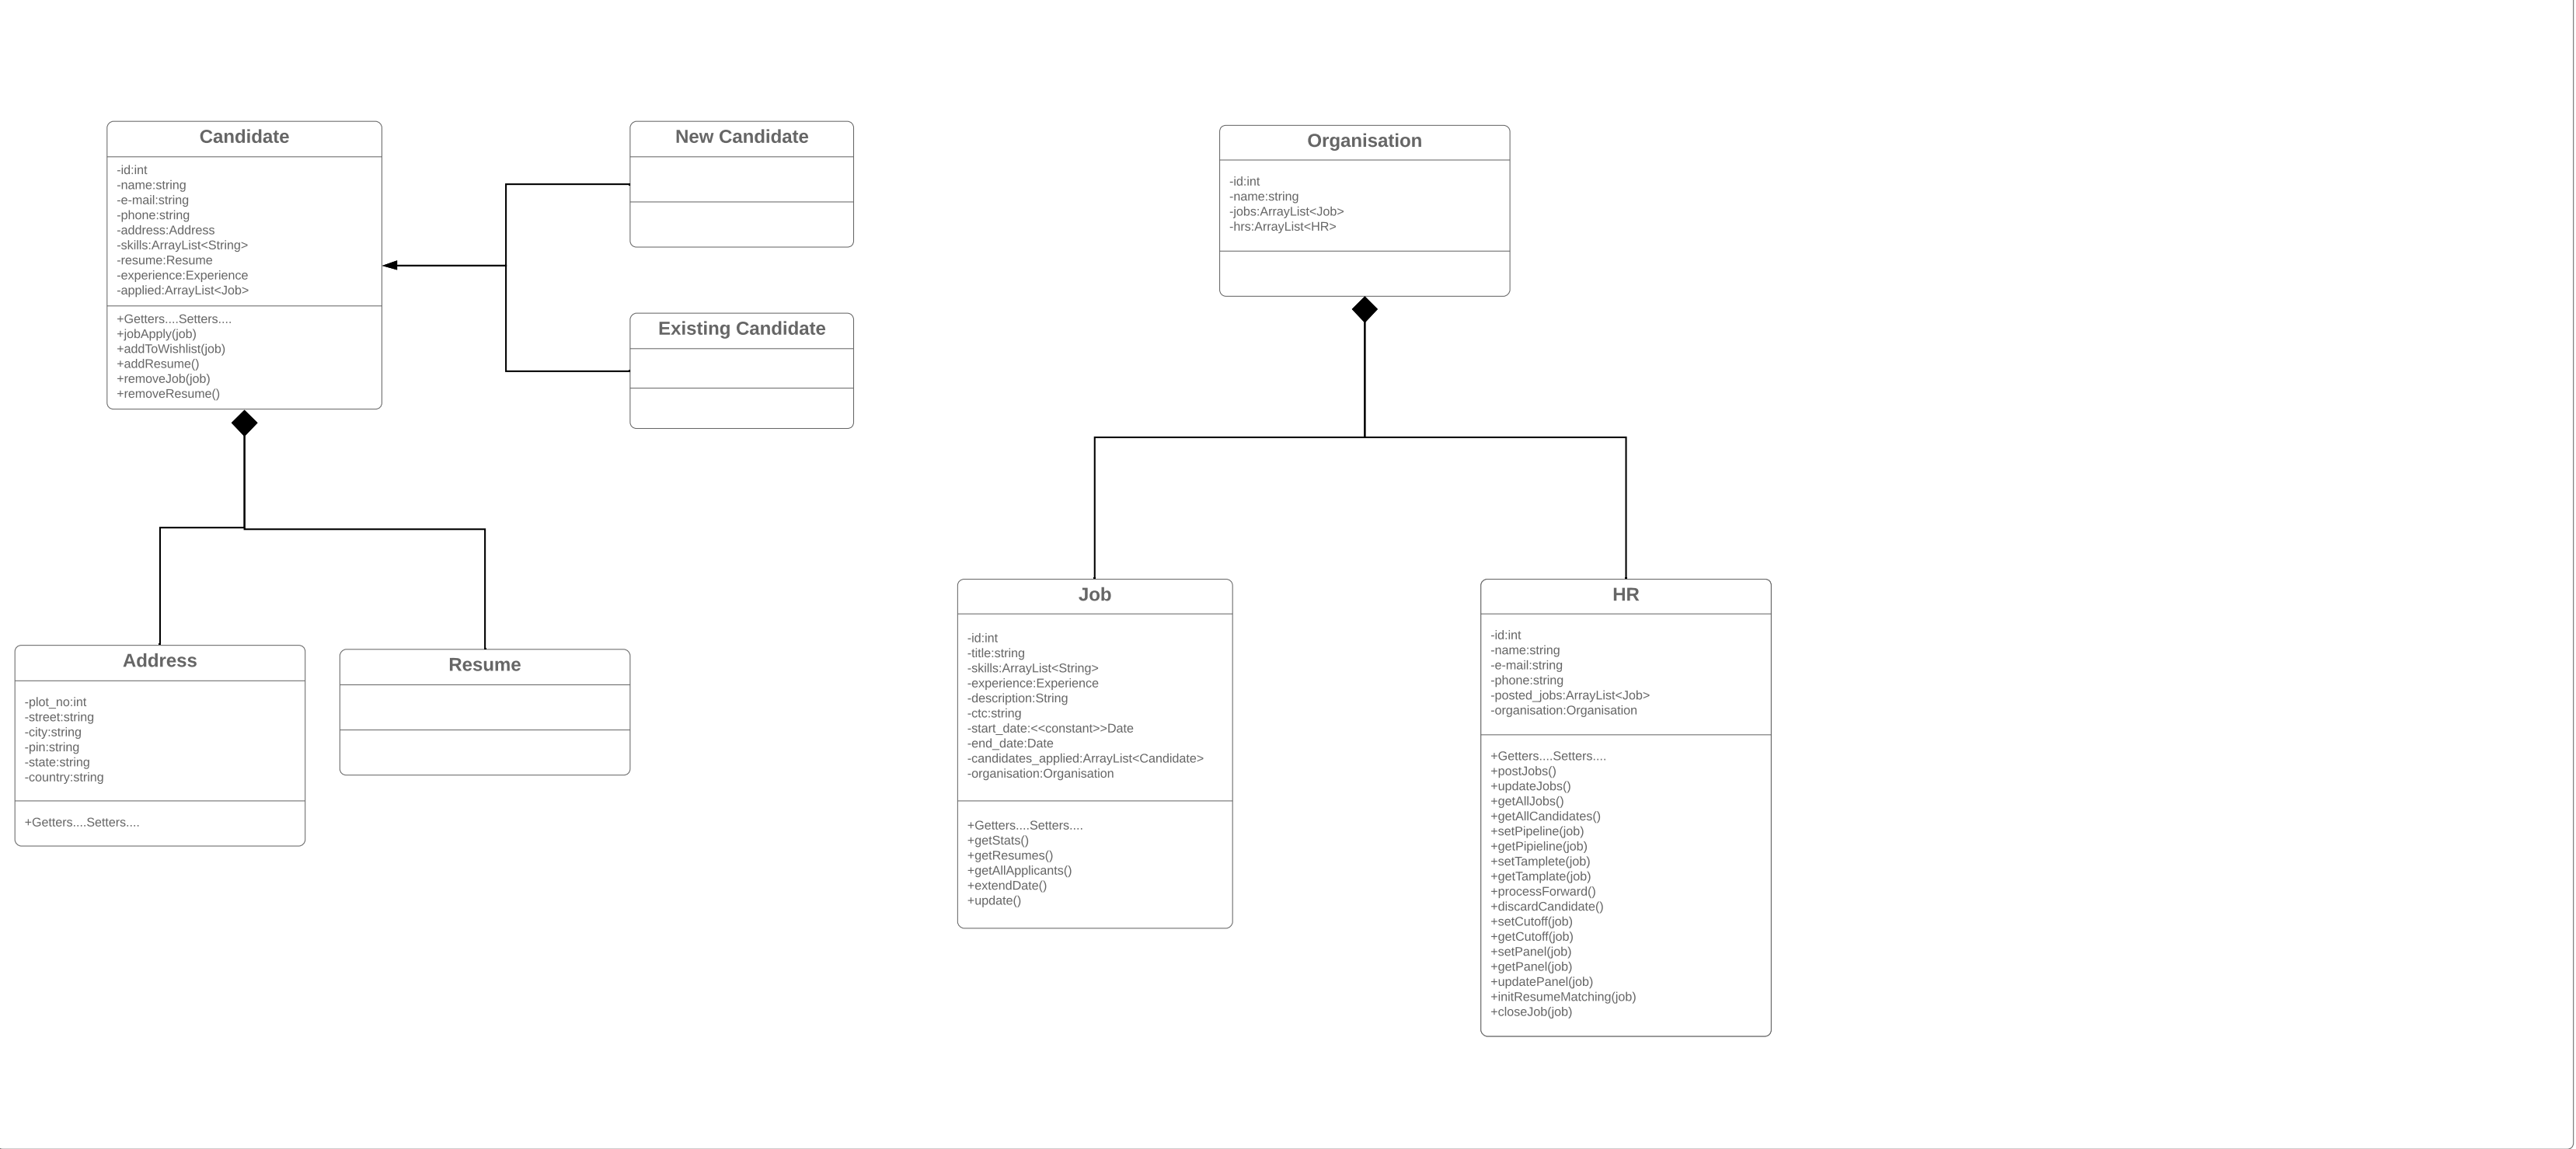 Candidate
-id:int
-name:string
-e-mail:string
-phone:string
-address:Address
-skills:ArrayList<String>
-resume:Resume
-experience:Experience
-applied:ArrayList<Job>
+Getters....Setters....
+jobApply(job)
+addToWishlist(job)
+addResume()
+removeJob(job)
+removeResume()
New Candidate
Existing Candidate
Address
-plot_no:int
-street:string
-city:string
-pin:string
-state:string
-country:string
+Getters....Setters....
Resume
Organisation
-id:int
-name:string
-jobs:ArrayList<Job>
-hrs:ArrayList<HR>
Job
-id:int
-title:string
-skills:ArrayList<String>
-experience:Experience
-description:String
-ctc:string
-start_date:<<constant>>Date
-end_date:Date
-candidates_applied:ArrayList<Candidate>
-organisation:Organisation
+Getters....Setters....
+getStats()
+getResumes()
+getAllApplicants()
+extendDate()
+update()
HR
-id:int
-name:string
-e-mail:string
-phone:string
-posted_jobs:ArrayList<Job>
-organisation:Organisation
+Getters....Setters....
+postJobs()
+updateJobs()
+getAllJobs()
+getAllCandidates()
+setPipeline(job)
+getPipieline(job)
+setTamplete(job)
+getTamplate(job)
+processForward()
+discardCandidate()
+setCutoff(job)
+getCutoff(job)
+setPanel(job)
+getPanel(job)
+updatePanel(job)
+initResumeMatching(job)
+closeJob(job)